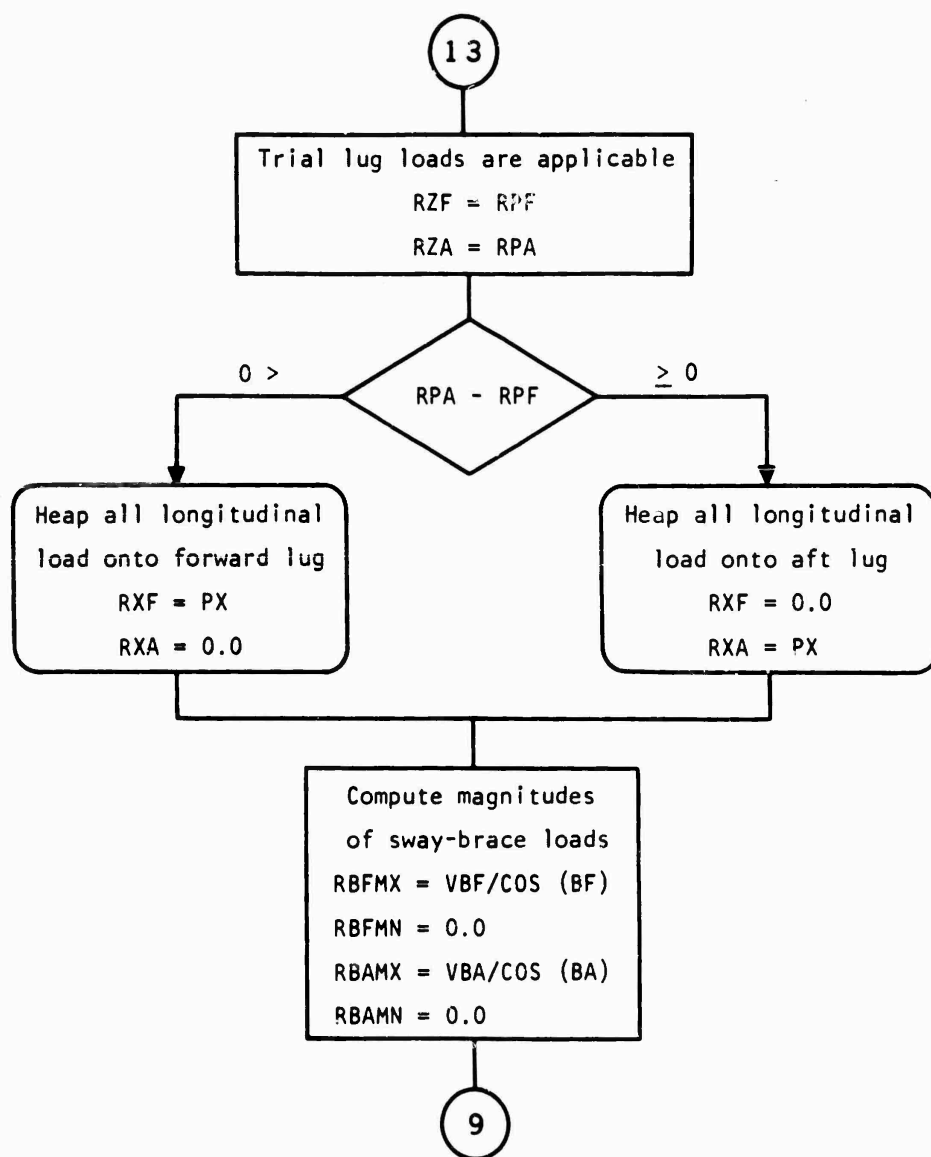 13
Trial lug loads are applicable
RZF = RPF
RZA = RPA
0 >
RPA - RPF
≥ 0
Heap all longitudinal
load onto forward lug
RXF = PX
RXA = 0.0
Heap all longitudinal
load onto aft lug
RXF = 0.0
RXA = PX
Compute magnitudes
of sway-brace loads
RBFMX = VBF/COS (BF)
RBFMN = 0.0
RBAMX = VBA/COS (BA)
RBAMN = 0.0
9